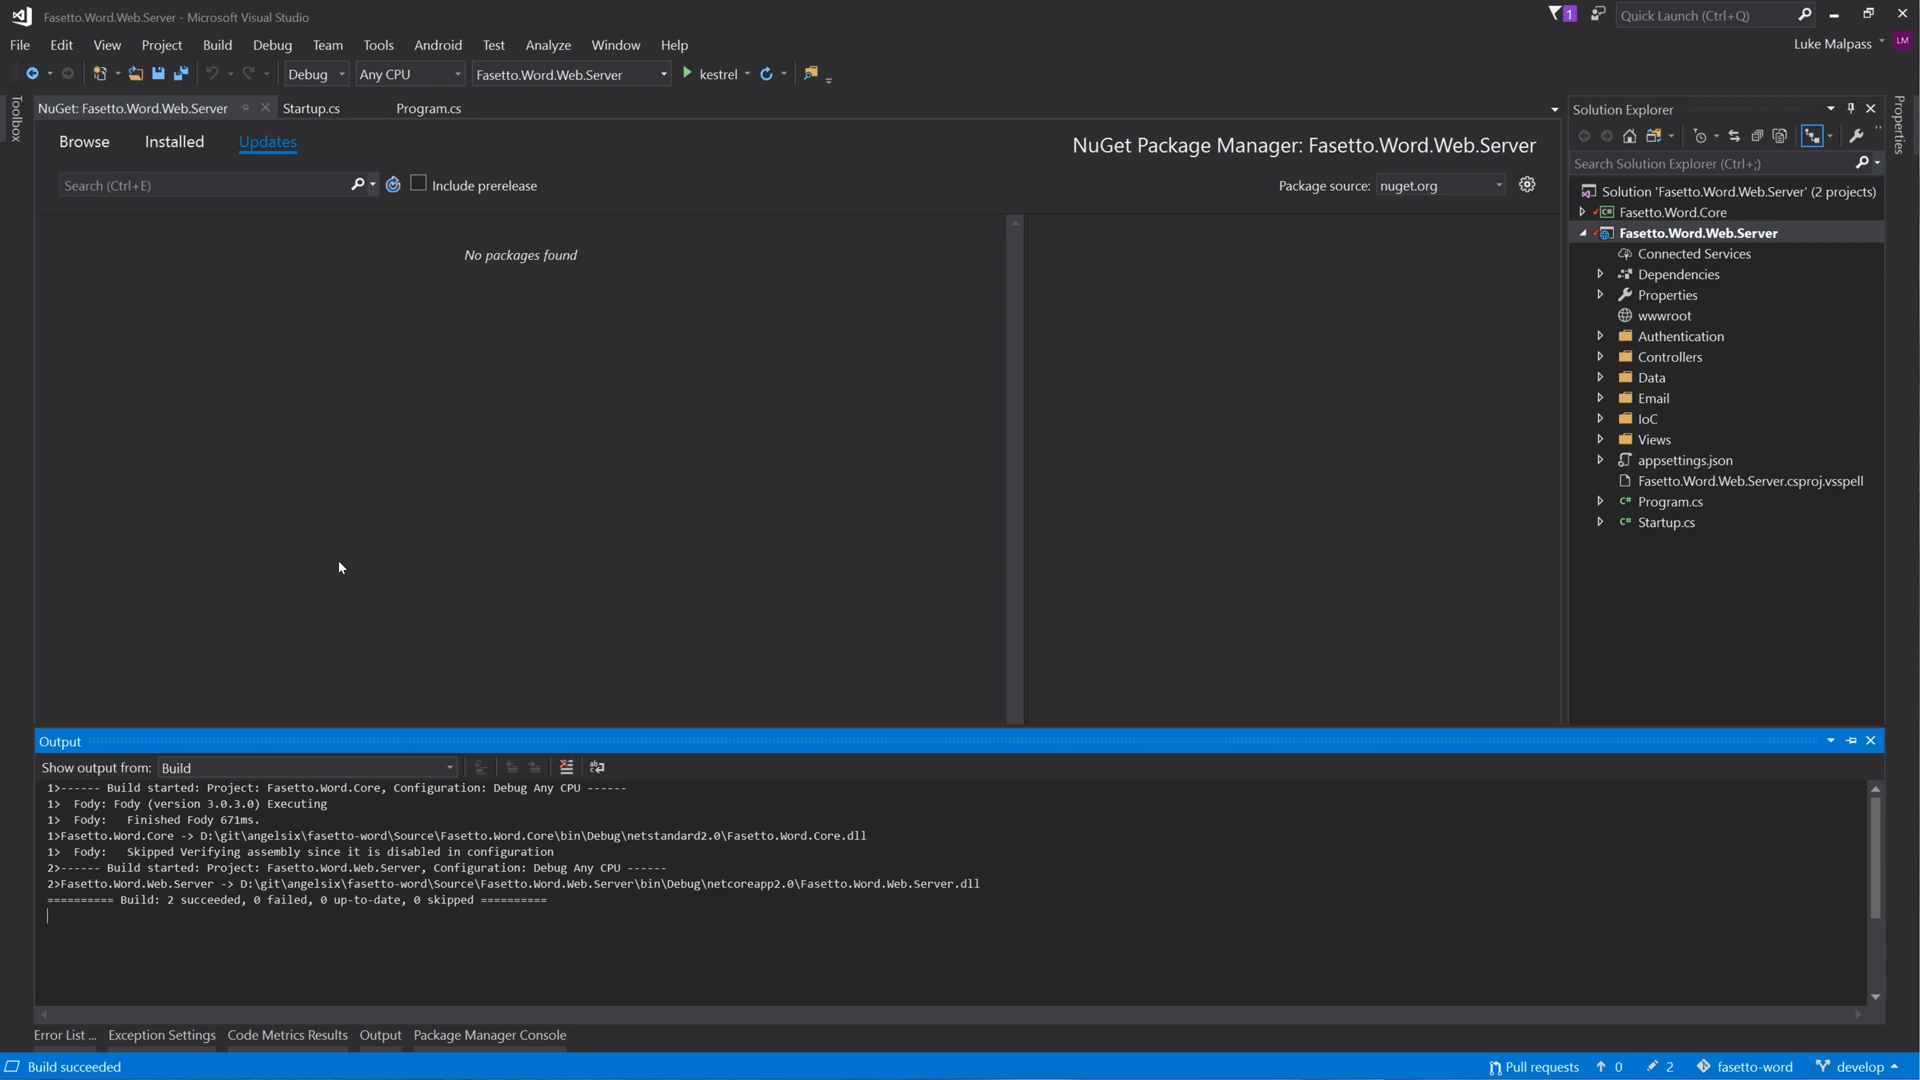 Fasetto.Word.Web.Server - Microsoft Visual Studio
1
Quick Launch (Ctrl+Q)
File Edit View Project Build Debug Team Tools Android Test Analyze Window Help
Luke Malpass
LM
Debug
Any CPU
Fasetto.Word.Web.Server
kestrel
Toolbox
NuGet: Fasetto.Word.Web.Server
Startup.cs
Program.cs
Browse
Installed
Updates
NuGet Package Manager: Fasetto.Word.Web.Server
Search (Ctrl+E)
Include prerelease
Package source: nuget.org
No packages found
Solution Explorer
Properties
Search Solution Explorer (Ctrl+;)
Solution 'Fasetto.Word.Web.Server' (2 projects)
Fasetto.Word.Core
Fasetto.Word.Web.Server
Connected Services
Dependencies
Properties
wwwroot
Authentication
Controllers
Data
Email
IoC
Views
appsettings.json
Fasetto.Word.Web.Server.csproj.vsspell
C# Program.cs
C# Startup.cs
Output
Show output from: Build
1>------ Build started: Project: Fasetto.Word.Core, Configuration: Debug Any CPU ------
1>  Fody: Fody (version 3.0.3.0) Executing
1>  Fody:   Finished Fody 671ms.
1>Fasetto.Word.Core -> D:\git\angelsix\fasetto-word\Source\Fasetto.Word.Core\bin\Debug\netstandard2.0\Fasetto.Word.Core.dll
1>  Fody:   Skipped Verifying assembly since it is disabled in configuration
2>------ Build started: Project: Fasetto.Word.Web.Server, Configuration: Debug Any CPU ------
2>Fasetto.Word.Web.Server -> D:\git\angelsix\fasetto-word\Source\Fasetto.Word.Web.Server\bin\Debug\netcoreapp2.0\Fasetto.Word.Web.Server.dll
========== Build: 2 succeeded, 0 failed, 0 up-to-date, 0 skipped ==========
Error List ...
Exception Settings
Code Metrics Results
Output
Package Manager Console
Build succeeded
Pull requests
0
2
fasetto-word
develop